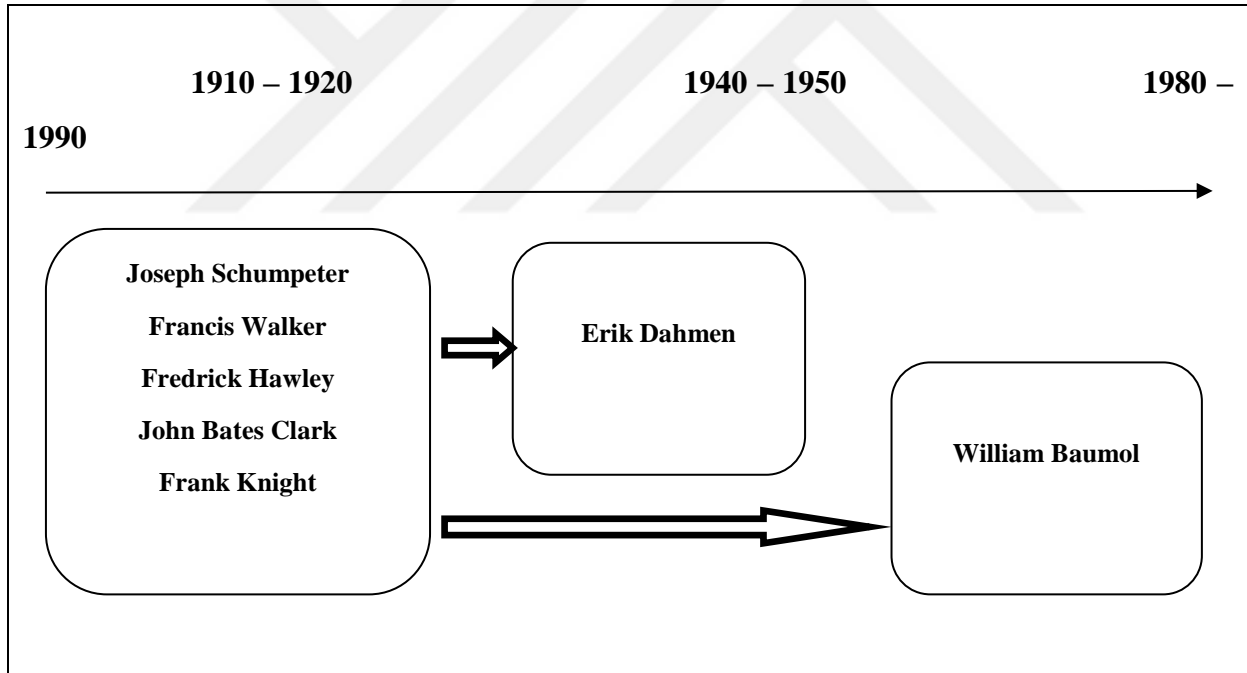 1910 – 1920 1940 – 1950 1980 –
1990
Joseph Schumpeter
Francis Walker
Fredrick Hawley
John Bates Clark
Frank Knight
Erik Dahmen
William Baumol